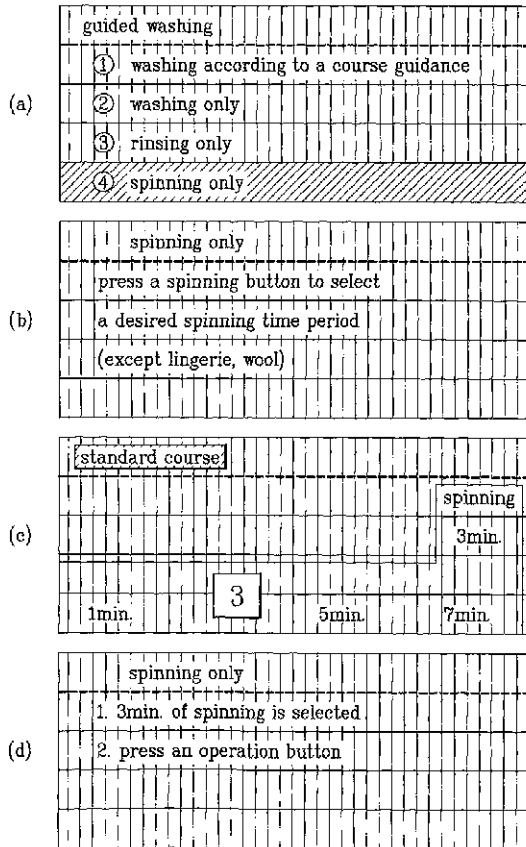 guided washing
① washing according to a course guidance
(a)
② washing only
③ rinsing only
④ spinning only
spinning only
press a spinning button to select
(b)
a desired spinning time period
(except lingerie, wool)
standard course
spinning
(c)
3min.
1min. 3 5min. 7min.
spinning only
1. 3min. of spinning is selected.
(d)
2. press an operation button